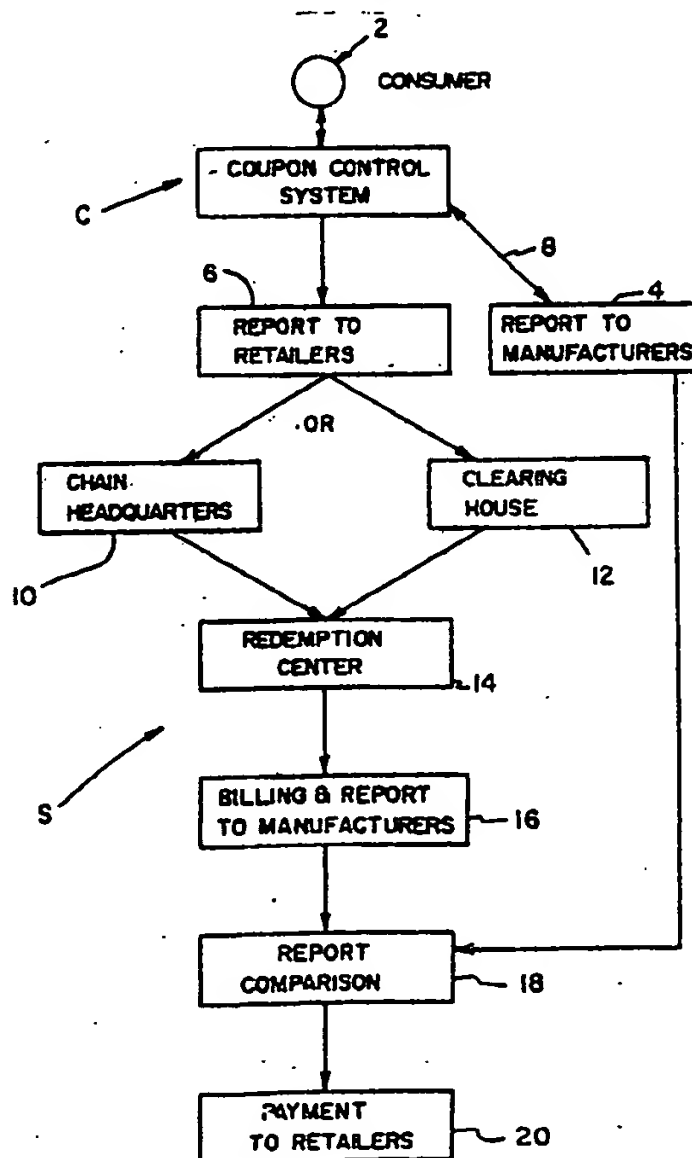 2
CONSUMER
COUPON CONTROL
SYSTEM
C
8
6
4
REPORT TO
RETAILERS
REPORT TO
MANUFACTURERS
OR
CHAIN
HEADQUARTERS
CLEARING
HOUSE
10
12
REDEMPTION
CENTER
14
S
BILLING & REPORT
TO MANUFACTURERS
16
REPORT
COMPARISON
18
PAYMENT
TO RETAILERS
20